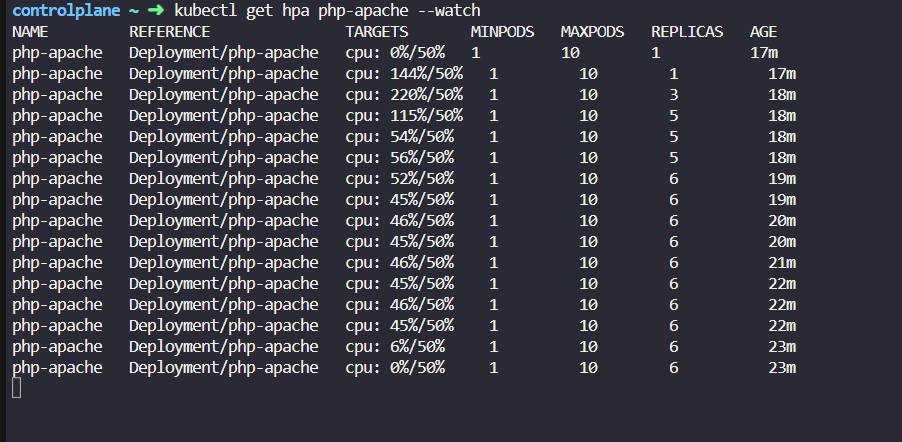 controlplane ~ ➜ kubectl get hpa php-apache --watch
NAME REFERENCE TARGETS MINPODS MAXPODS REPLICAS AGE
php-apache Deployment/php-apache cpu: 0%/50% 1 10 1 17m
php-apache Deployment/php-apache cpu: 144%/50% 1 10 1 17m
php-apache Deployment/php-apache cpu: 220%/50% 1 10 3 18m
php-apache Deployment/php-apache cpu: 115%/50% 1 10 5 18m
php-apache Deployment/php-apache cpu: 54%/50% 1 10 5 18m
php-apache Deployment/php-apache cpu: 56%/50% 1 10 5 18m
php-apache Deployment/php-apache cpu: 52%/50% 1 10 6 19m
php-apache Deployment/php-apache cpu: 45%/50% 1 10 6 19m
php-apache Deployment/php-apache cpu: 46%/50% 1 10 6 20m
php-apache Deployment/php-apache cpu: 45%/50% 1 10 6 20m
php-apache Deployment/php-apache cpu: 46%/50% 1 10 6 21m
php-apache Deployment/php-apache cpu: 45%/50% 1 10 6 22m
php-apache Deployment/php-apache cpu: 46%/50% 1 10 6 22m
php-apache Deployment/php-apache cpu: 45%/50% 1 10 6 22m
php-apache Deployment/php-apache cpu: 6%/50% 1 10 6 23m
php-apache Deployment/php-apache cpu: 0%/50% 1 10 6 23m